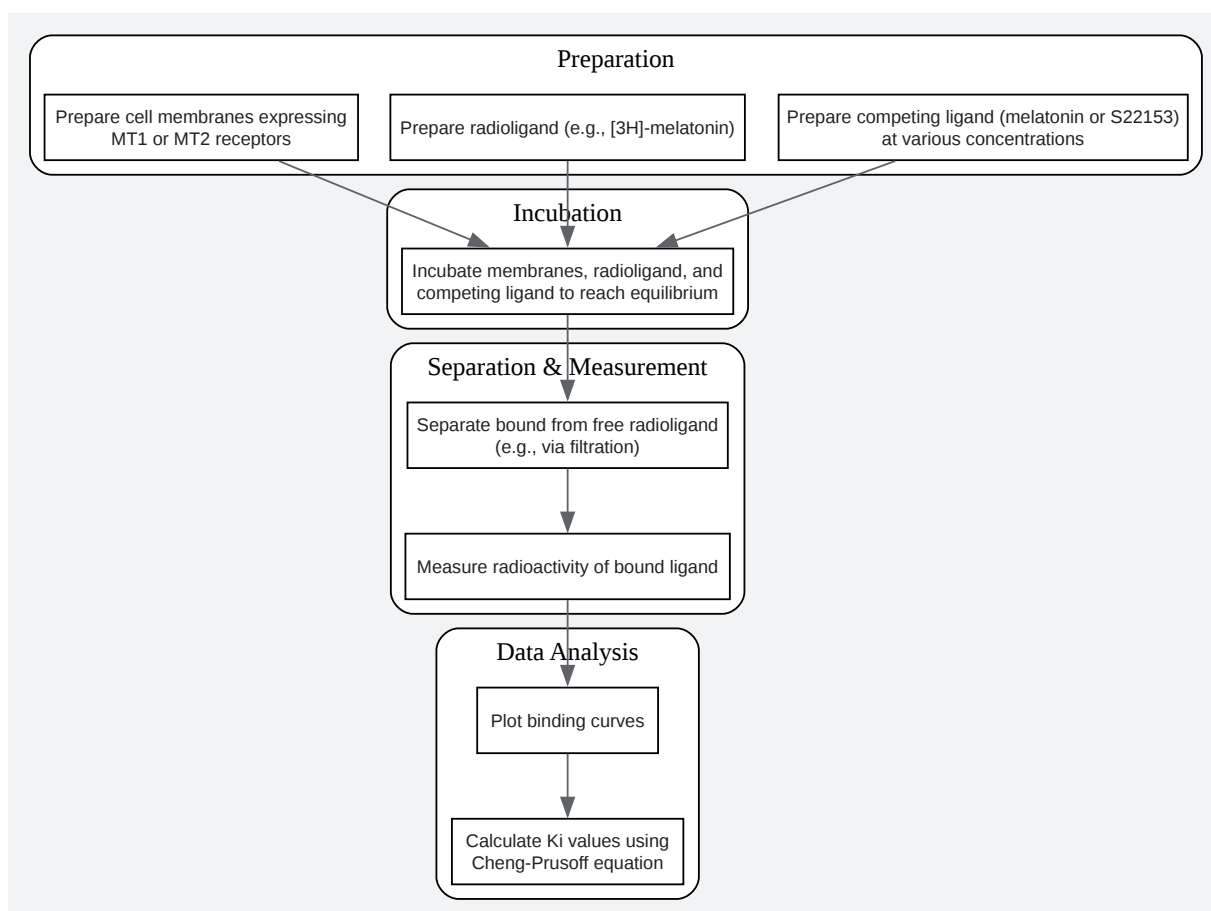 Preparation
Prepare cell membranes expressing
MT1 or MT2 receptors
Prepare radioligand (e.g., [3H]-melatonin)
Prepare competing ligand (melatonin or S22153)
at various concentrations
Incubation
Incubate membranes, radioligand, and
competing ligand to reach equilibrium
Separation & Measurement
Separate bound from free radioligand
(e.g., via filtration)
Measure radioactivity of bound ligand
Data Analysis
Plot binding curves
Calculate Ki values using
Cheng-Prusoff equation